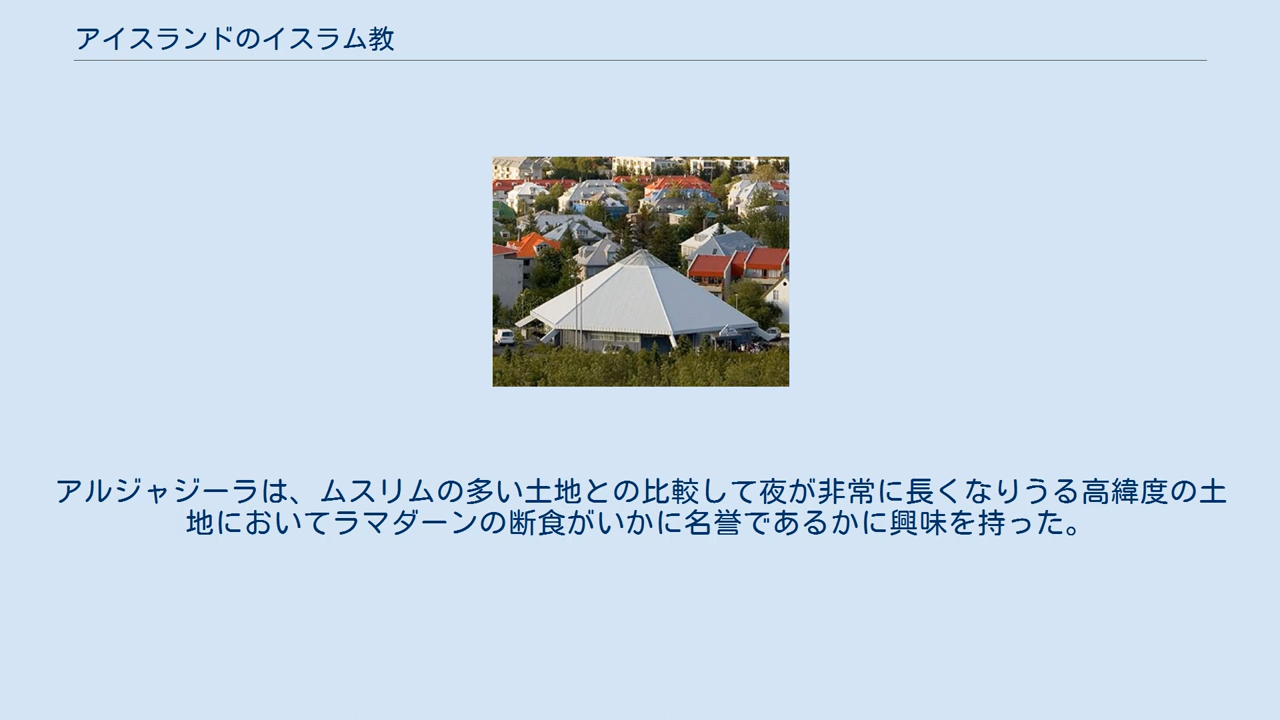 アイスランドのイスラム教
アルジャジーラは、ムスリムの多い土地との比較して夜が非常に長くなりうる高緯度の土
地においてラマダーンの断食がいかに名誉であるかに興味を持った。